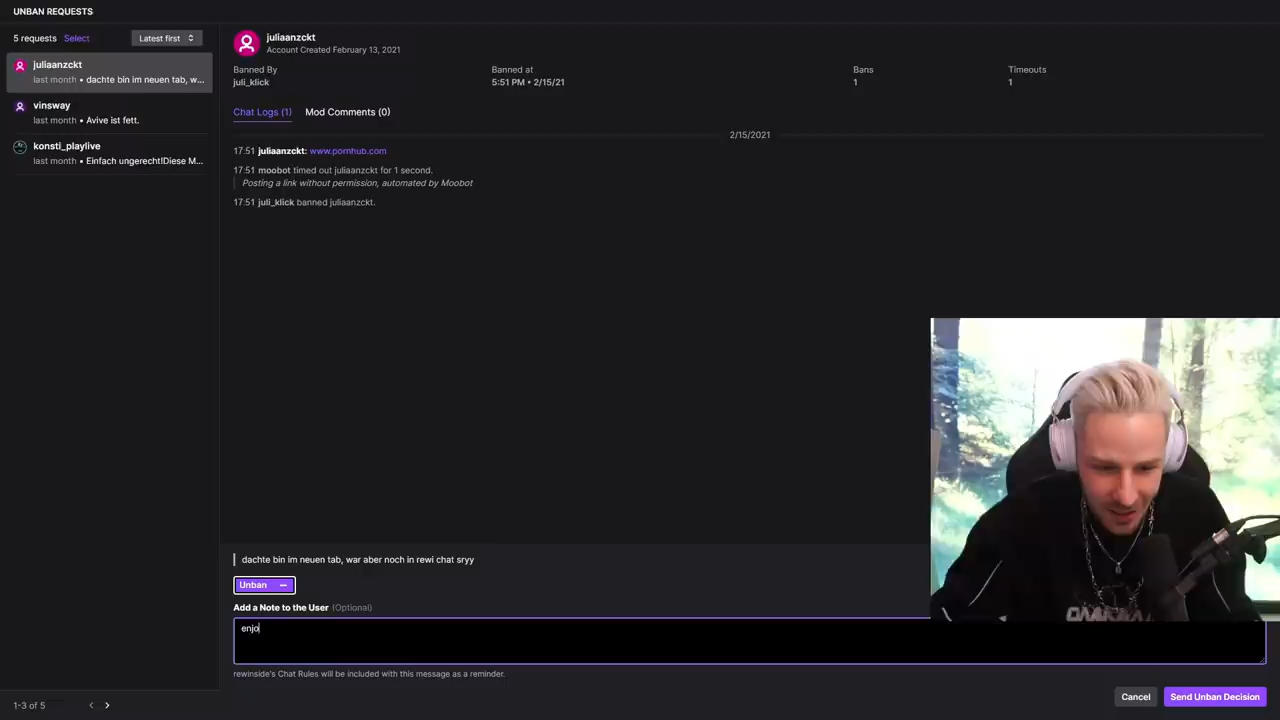 UNBAN REQUESTS
5 requests Select Latest first
juliaanzckt
last month • dachte bin im neuen tab, w...
vinsway
last month • Avive ist fett.
konsti_playlive
last month • Einfach ungerecht!Diese M...
1-3 of 5
juliaanzckt
Account Created February 13, 2021
Banned By Banned at Bans Timeouts
juli_klick 5:51 PM • 2/15/21 1 1
Chat Logs (1) Mod Comments (0)
2/15/2021
17:51 juliaanzckt: www.pornhub.com
17:51 moobot timed out juliaanzckt for 1 second.
Posting a link without permission, automated by Moobot
17:51 juli_klick banned juliaanzckt.
dachte bin im neuen tab, war aber noch in rewi chat sryy
Unban
Add a Note to the User (Optional)
enjo
rewinside's Chat Rules will be included with this message as a reminder.
Cancel Send Unban Decision